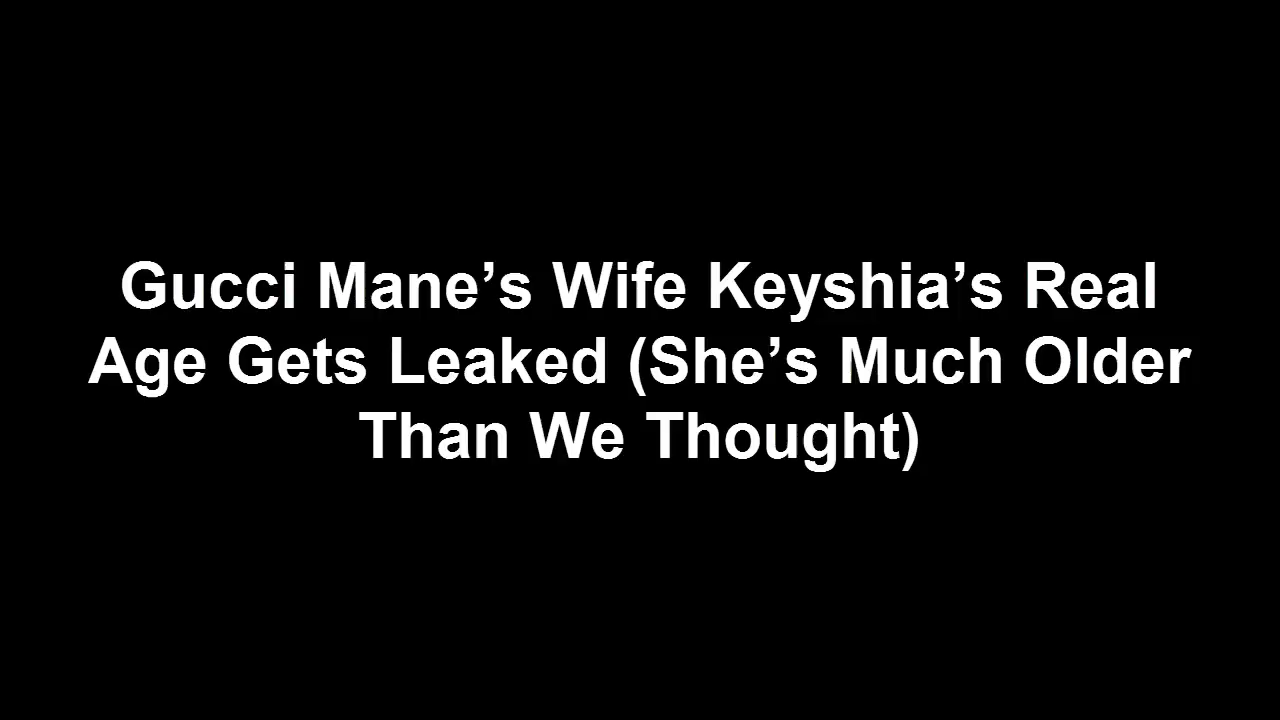 Gucci Mane’s Wife Keyshia’s Real
Age Gets Leaked (She’s Much Older
Than We Thought)